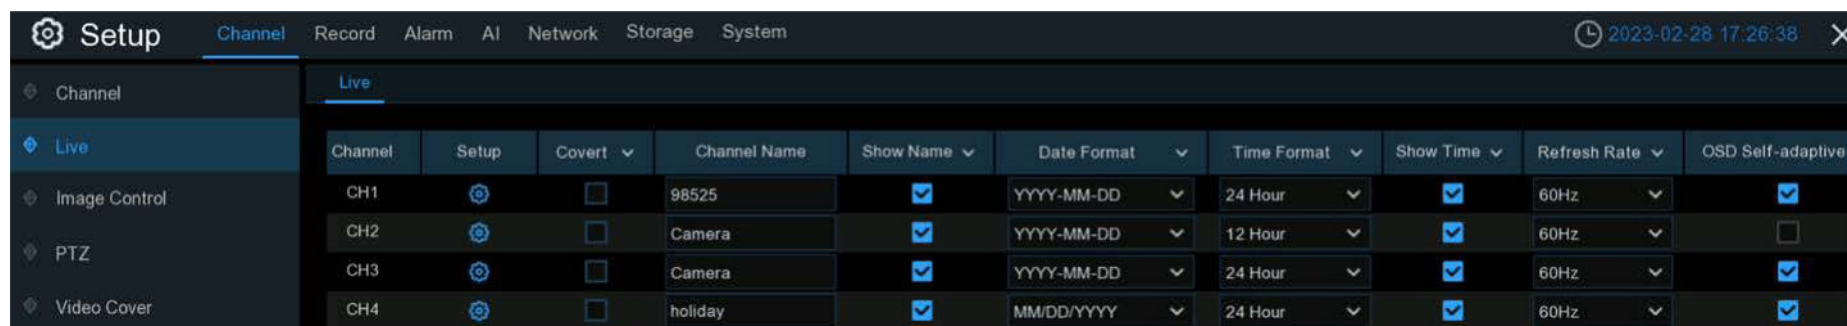 Setup Channel Record Alarm AI Network Storage System 2023-02-28 17:26:38
Channel
Live
Live
Channel Setup Covert Channel Name Show Name Date Format Time Format Show Time Refresh Rate OSD Self-adaptive
Image Control
CH1 98525 YYYY-MM-DD 24 Hour 60Hz
CH2 Camera YYYY-MM-DD 12 Hour 60Hz
PTZ
CH3 Camera YYYY-MM-DD 24 Hour 60Hz
Video Cover
CH4 holiday MM/DD/YYYY 24 Hour 60Hz